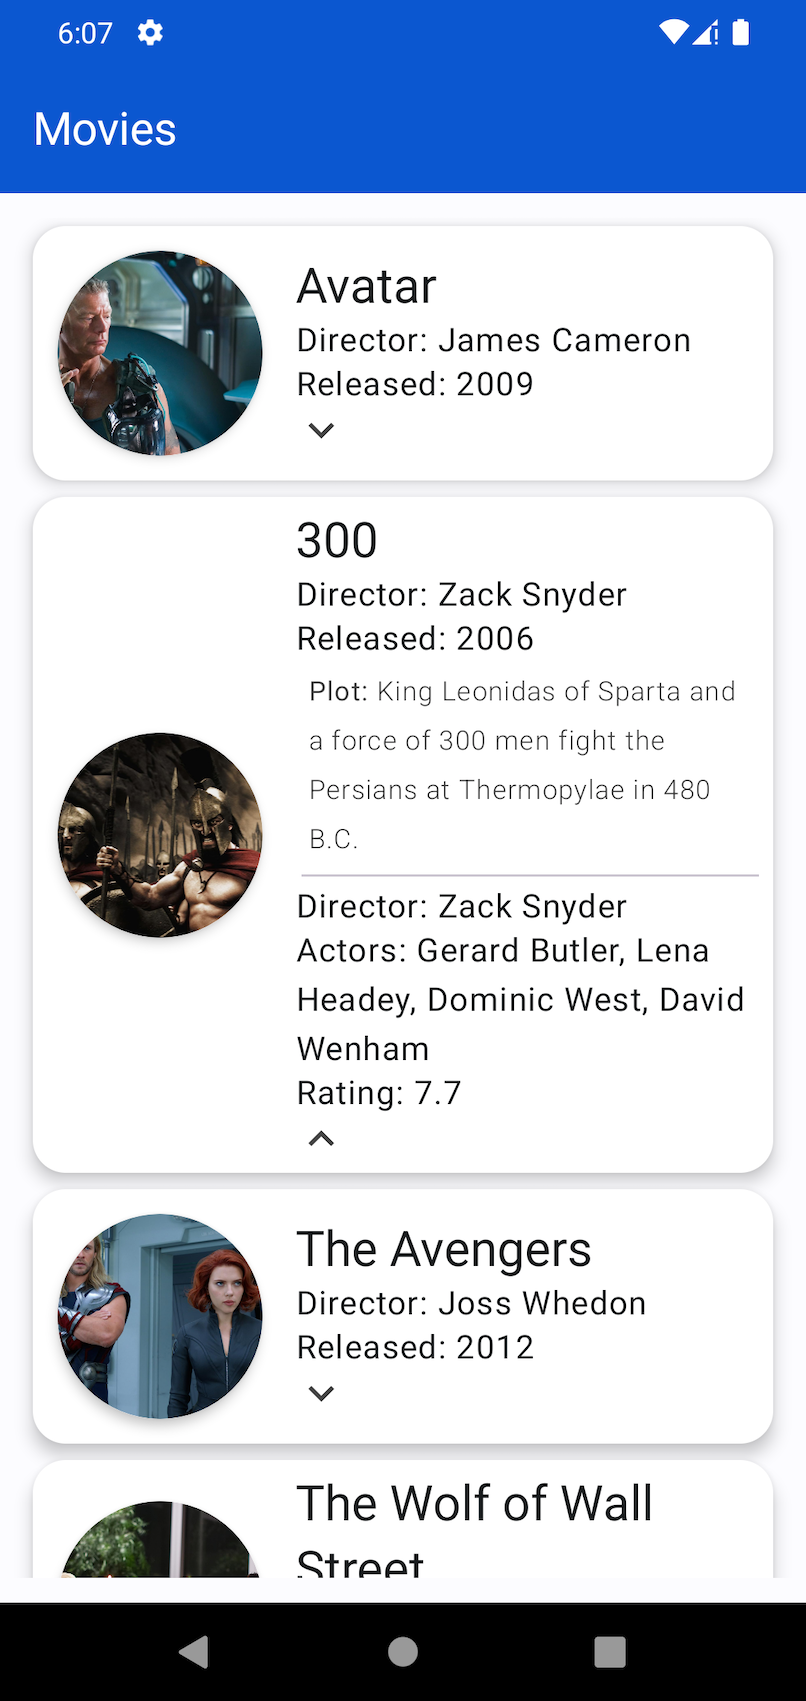 6:07
Movies
Avatar
Director: James Cameron
Released: 2009
300
Director: Zack Snyder
Released: 2006
Plot: King Leonidas of Sparta and
a force of 300 men fight the
Persians at Thermopylae in 480
B.C.
Director: Zack Snyder
Actors: Gerard Butler, Lena
Headey, Dominic West, David
Wenham
Rating: 7.7
The Avengers
Director: Joss Whedon
Released: 2012
The Wolf of Wall
Street